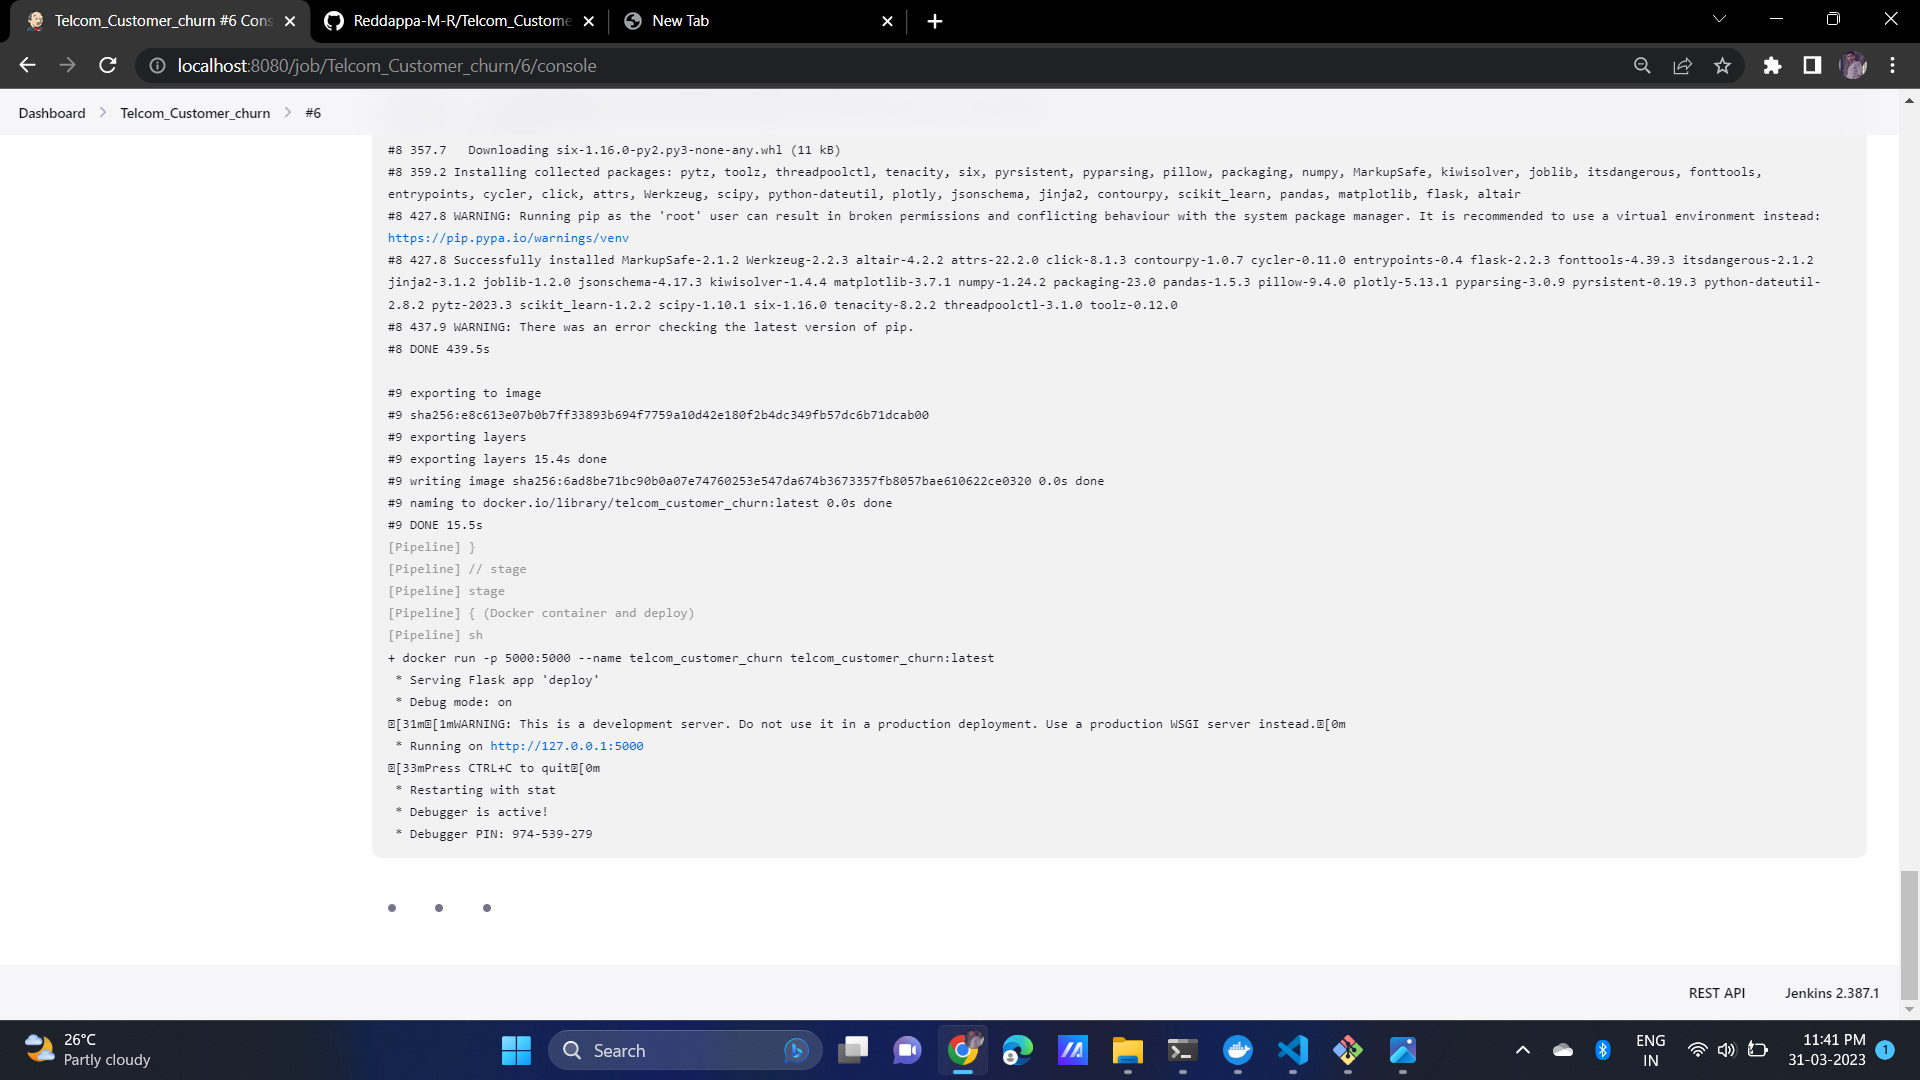 Telcom_Customer_churn #6 Cons
Reddappa-M-R/Telcom_Custome
New Tab
localhost:8080/job/Telcom_Customer_churn/6/console
Dashboard
Telcom_Customer_churn
#6
#8 357.7   Downloading six-1.16.0-py2.py3-none-any.whl (11 kB)
#8 359.2 Installing collected packages: pytz, toolz, threadpoolctl, tenacity, six, pyrsistent, pyparsing, pillow, packaging, numpy, MarkupSafe, kiwisolver, joblib, itsdangerous, fonttools,
entrypoints, cycler, click, attrs, Werkzeug, scipy, python-dateutil, plotly, jsonschema, jinja2, contourpy, scikit_learn, pandas, matplotlib, flask, altair
#8 427.8 WARNING: Running pip as the 'root' user can result in broken permissions and conflicting behaviour with the system package manager. It is recommended to use a virtual environment instead:
https://pip.pypa.io/warnings/venv
#8 427.8 Successfully installed MarkupSafe-2.1.2 Werkzeug-2.2.3 altair-4.2.2 attrs-22.2.0 click-8.1.3 contourpy-1.0.7 cycler-0.11.0 entrypoints-0.4 flask-2.2.3 fonttools-4.39.3 itsdangerous-2.1.2
jinja2-3.1.2 joblib-1.2.0 jsonschema-4.17.3 kiwisolver-1.4.4 matplotlib-3.7.1 numpy-1.24.2 packaging-23.0 pandas-1.5.3 pillow-9.4.0 plotly-5.13.1 pyparsing-3.0.9 pyrsistent-0.19.3 python-dateutil-
2.8.2 pytz-2023.3 scikit_learn-1.2.2 scipy-1.10.1 six-1.16.0 tenacity-8.2.2 threadpoolctl-3.1.0 toolz-0.12.0
#8 437.9 WARNING: There was an error checking the latest version of pip.
#8 DONE 439.5s
#9 exporting to image
#9 sha256:e8c613e07b0b7ff33893b694f7759a10d42e180f2b4dc349fb57dc6b71dcab00
#9 exporting layers
#9 exporting layers 15.4s done
#9 writing image sha256:6ad8be71bc90b0a07e74760253e547da674b3673357fb8057bae610622ce0320 0.0s done
#9 naming to docker.io/library/telcom_customer_churn:latest 0.0s done
#9 DONE 15.5s
[Pipeline] }
[Pipeline] // stage
[Pipeline] stage
[Pipeline] { (Docker container and deploy)
[Pipeline] sh
+ docker run -p 5000:5000 --name telcom_customer_churn telcom_customer_churn:latest
* Serving Flask app 'deploy'
* Debug mode: on
[31m[1mWARNING: This is a development server. Do not use it in a production deployment. Use a production WSGI server instead.[0m
* Running on http://127.0.0.1:5000
[33mPress CTRL+C to quit[0m
* Restarting with stat
* Debugger is active!
* Debugger PIN: 974-539-279
REST API
Jenkins 2.387.1
26°C
Partly cloudy
Search
ENG
IN
11:41 PM
31-03-2023
1